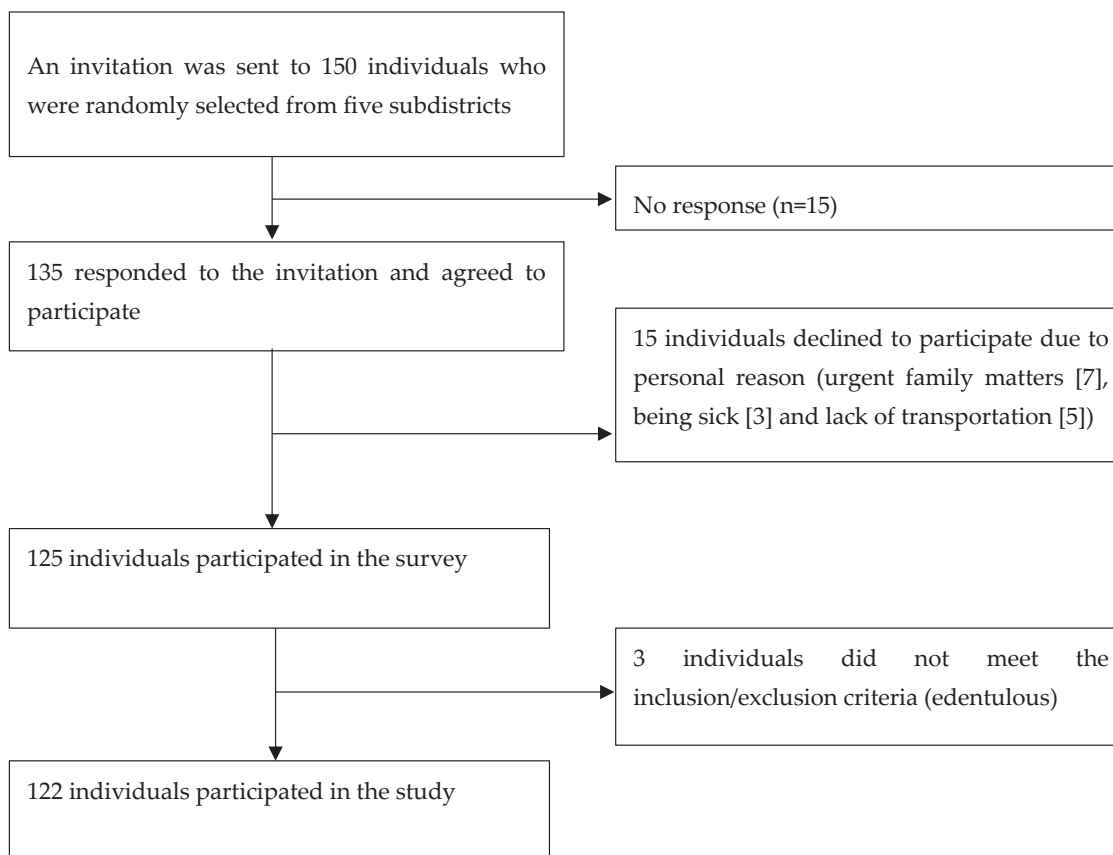 An invitation was sent to 150 individuals who
were randomly selected from five subdistricts
No response (n=15)
135 responded to the invitation and agreed to
participate
15 individuals declined to participate due to
personal reason (urgent family matters [7],
being sick [3] and lack of transportation [5])
125 individuals participated in the survey
3 individuals did not meet the
inclusion/exclusion criteria (edentulous)
122 individuals participated in the study